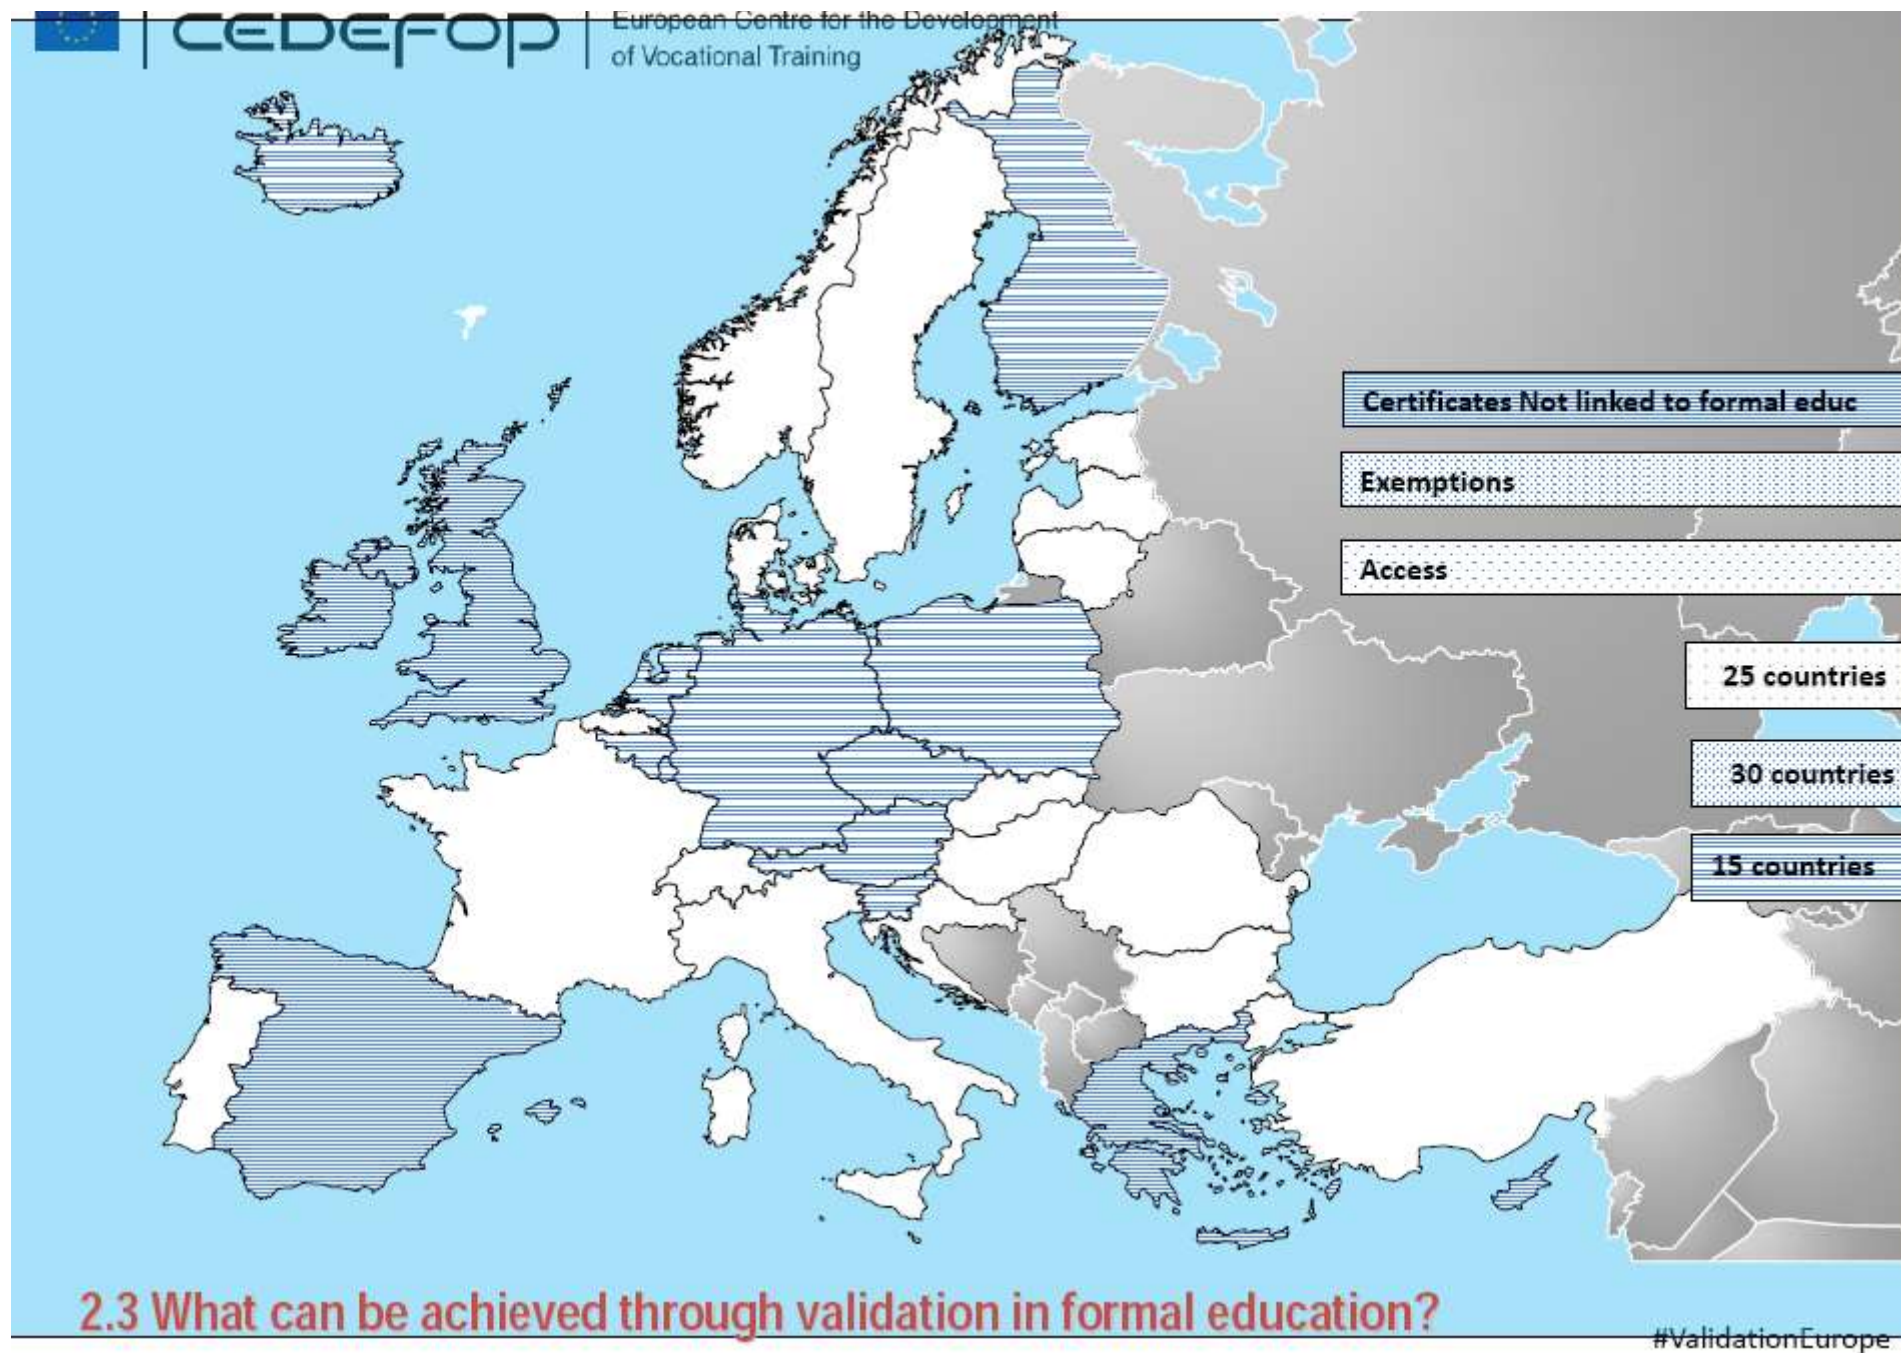 CEDEFOP
European Centre for the Development
of Vocational Training
Certificates Not linked to formal educ
Exemptions
Access
25 countries
30 countries
15 countries
2.3 What can be achieved through validation in formal education?
#ValidationEurope